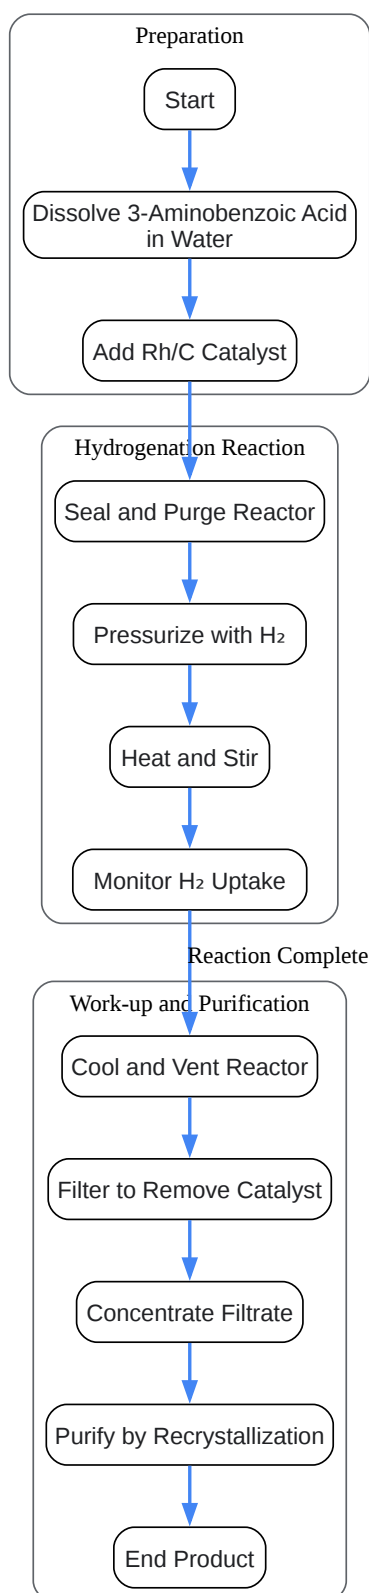 Preparation
Start
Dissolve 3-Aminobenzoic Acid
in Water
Add Rh/C Catalyst
Hydrogenation Reaction
Seal and Purge Reactor
Pressurize with H₂
Heat and Stir
Monitor H₂ Uptake
Reaction Complete
Work-up and Purification
Cool and Vent Reactor
Filter to Remove Catalyst
Concentrate Filtrate
Purify by Recrystallization
End Product